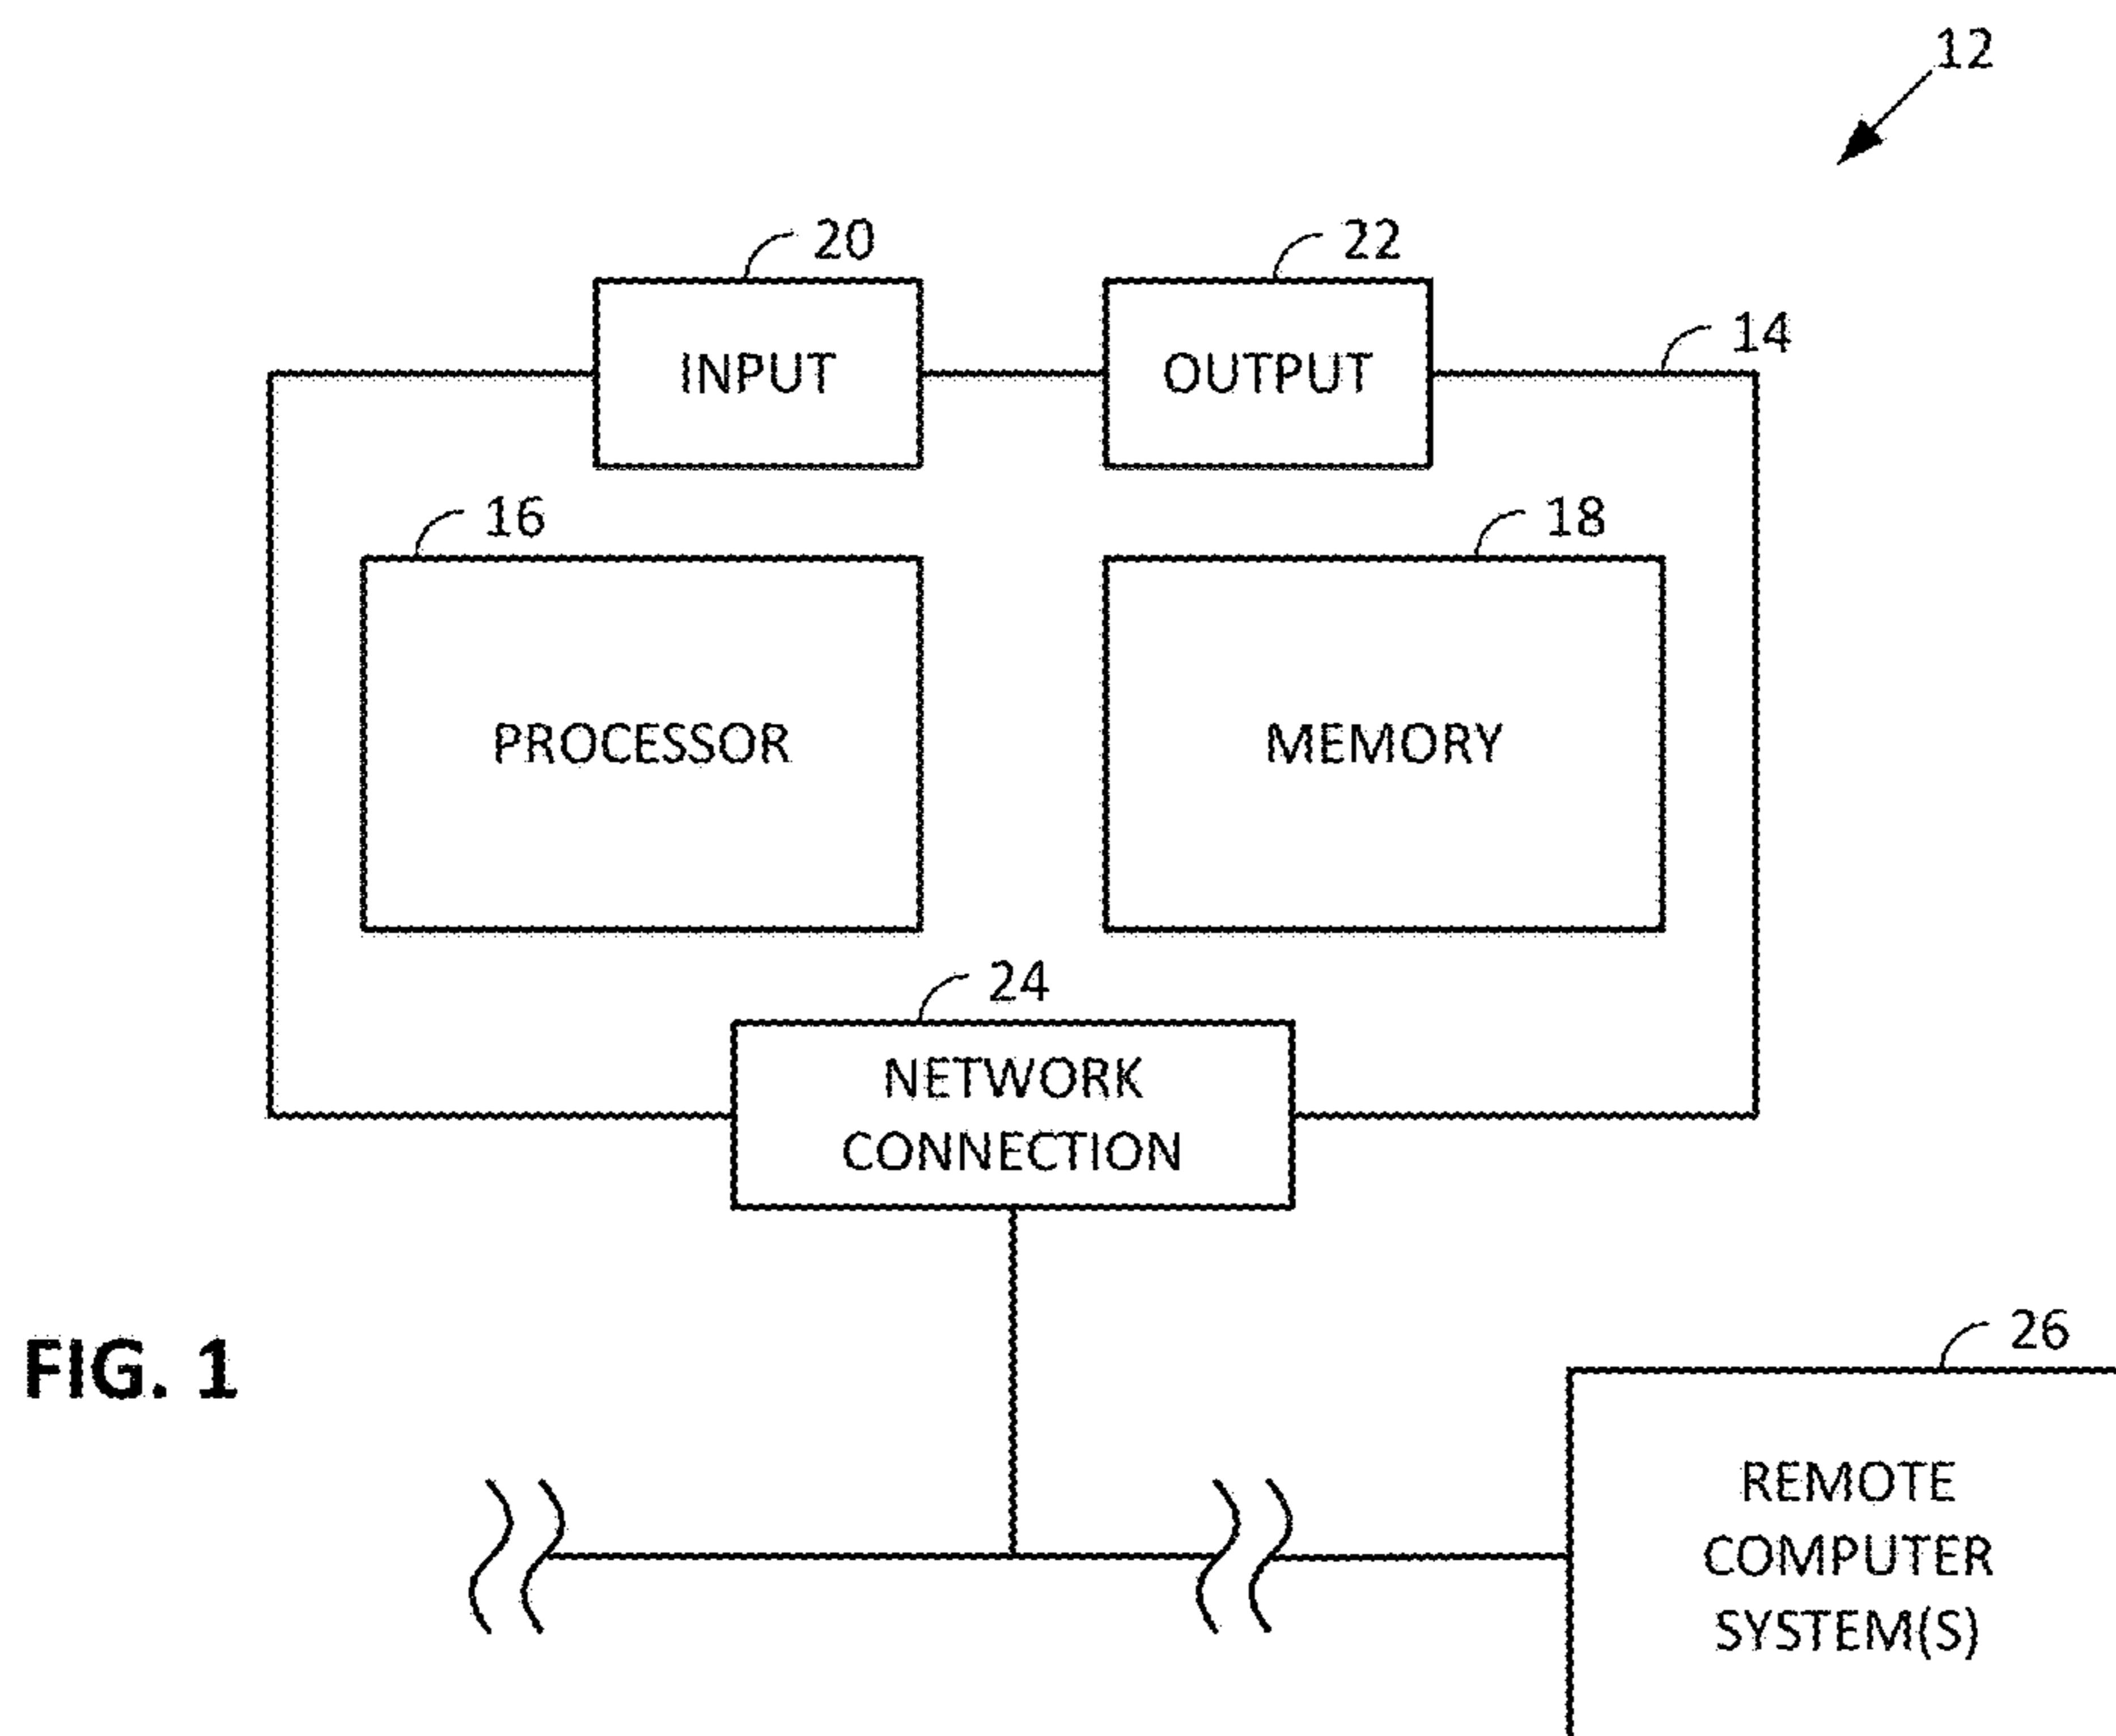 12
20
22
14
INPUT
OUTPUT
16
18
PROCESSOR
MEMORY
24
NETWORK
CONNECTION
FIG. 1
26
REMOTE
COMPUTER
SYSTEM(S)